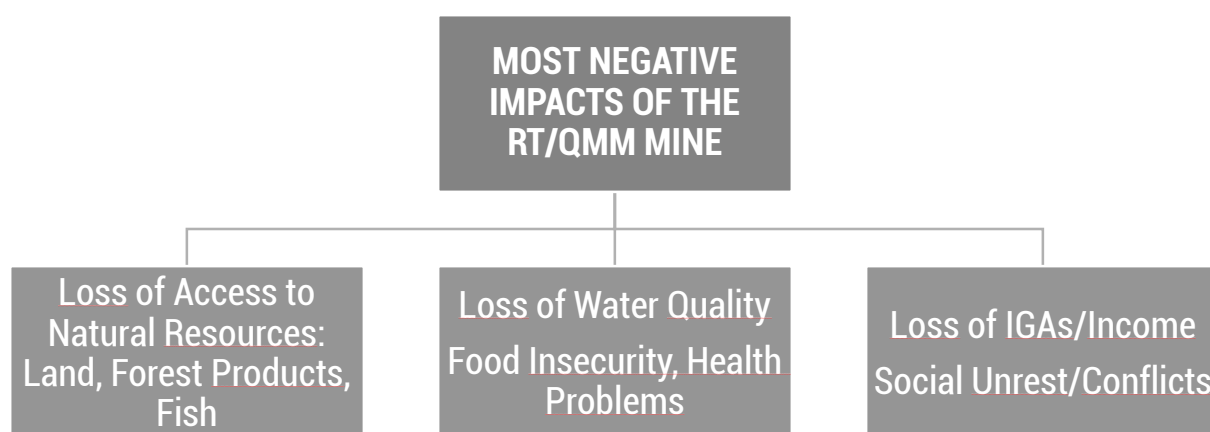 MOST NEGATIVE
IMPACTS OF THE
RT/QMM MINE
Loss of Access to
Natural Resources:
Land, Forest Products,
Fish
Loss of Water Quality
Food Insecurity, Health
Problems
Loss of IGAs/Income
Social Unrest/Conflicts